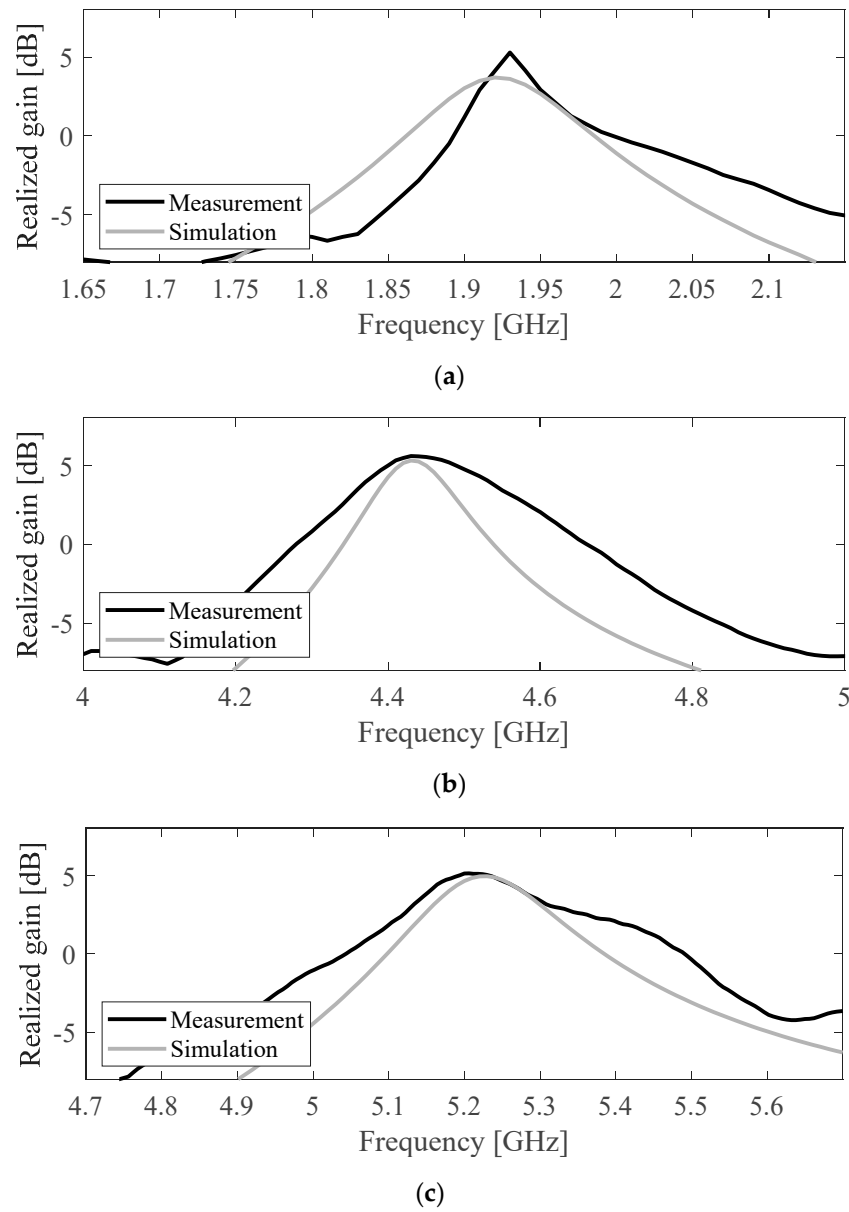 Realized gain [dB]
5
0
-5
Measurement
Simulation
1.65 1.7 1.75 1.8 1.85 1.9 1.95 2 2.05 2.1
Frequency [GHz]
(a)
Realized gain [dB]
5
0
-5
Measurement
Simulation
4 4.2 4.4 4.6 4.8 5
Frequency [GHz]
(b)
Realized gain [dB]
5
0
-5
Measurement
Simulation
4.7 4.8 4.9 5 5.1 5.2 5.3 5.4 5.5 5.6
Frequency [GHz]
(c)